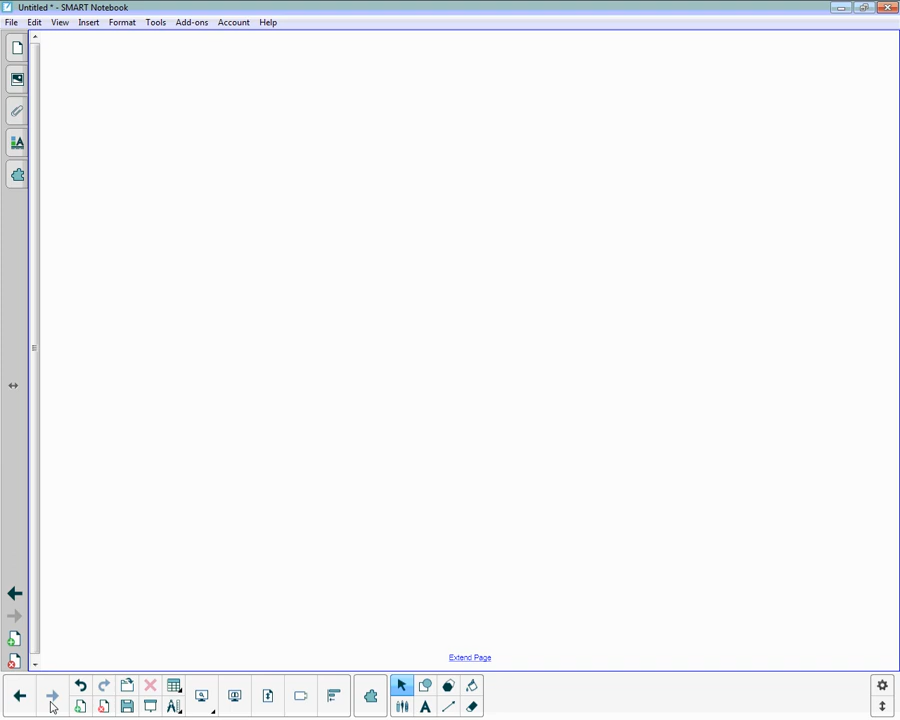 Untitled * - SMART Notebook
File Edit View Insert Format Tools Add-ons Account Help
Extend Page